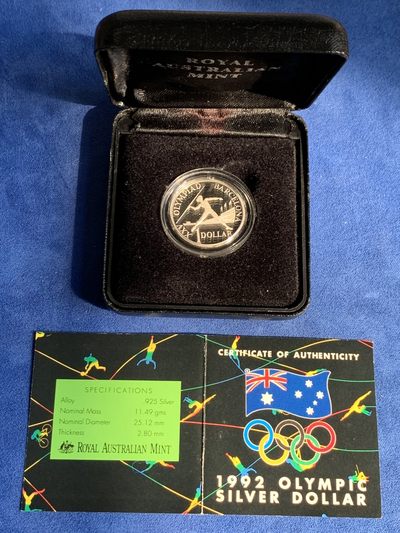 ROYAL
AUSTRALIAN
MINT
XXV OLYMPIAD BARCELONA
DOLLAR
SPECIFICATIONS
Alloy .925 Silver
Nominal Mass 11.49 gms
Nominal Diameter 25.12 mm
Thickness 2.80 mm
ROYAL AUSTRALIAN MINT
CERTIFICATE OF AUTHENTICITY
1992 OLYMPIC
SILVER DOLLAR